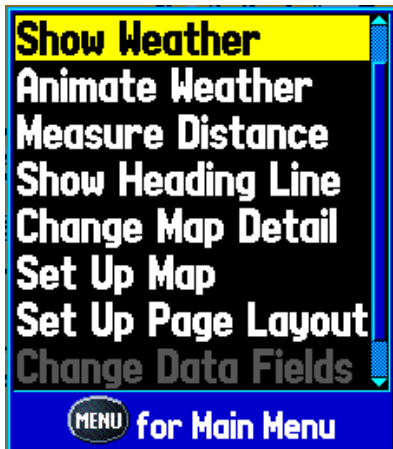 Show Weather
Animate Weather
Measure Distance
Show Heading Line
Change Map Detail
Set Up Map
Set Up Page Layout
Change Data Fields
MENU for Main Menu